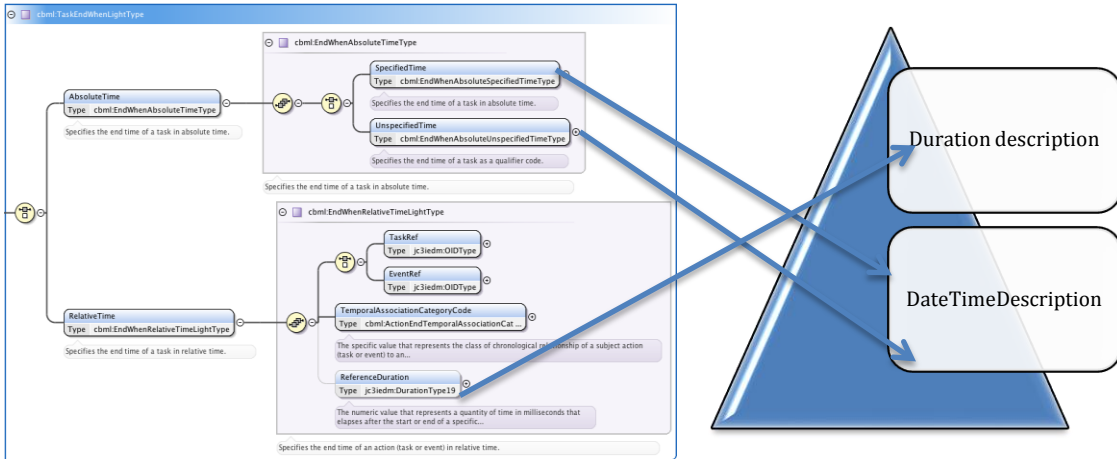 cbml:TaskEndWhenLightType
cbml:EndWhenAbsoluteTimeType
SpecifiedTime
Type cbml:EndWhenAbsoluteSpecifiedTimeType
Specifies the end time of a task in absolute time.
AbsoluteTime
Type cbml:EndWhenAbsoluteTimeType
Specifies the end time of a task in absolute time.
UnspecifiedTime
Type cbml:EndWhenAbsoluteUnspecifiedTimeType
Specifies the end time of a task as a qualifier code.
Specifies the end time of a task in absolute time.
cbml:EndWhenRelativeTimeLightType
TaskRef
Type jc3iedm:OIDType
EventRef
Type jc3iedm:OIDType
RelativeTime
Type cbml:EndWhenRelativeTimeLightType
Specifies the end time of a task in relative time.
TemporalAssociationCategoryCode
Type cbml:ActionEndTemporalAssociationCat ...
The specific value that represents the class of chronological relationship of a subject action
(task or event) to an...
ReferenceDuration
Type jc3iedm:DurationType19
The numeric value that represents a quantity of time in milliseconds that
elapses after the start or end of a specific...
Specifies the end time of an action (task or event) in relative time.
Duration description
DateTimeDescription